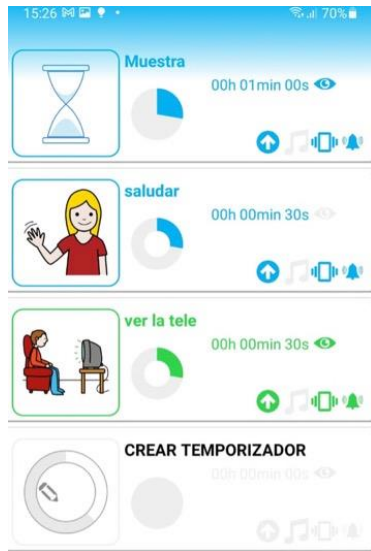 15:26 70%
Muestra
00h 01min 00s
saludar
00h 00min 30s
ver la tele
00h 00min 30s
CREAR TEMPORIZADOR
00h 00min 00s